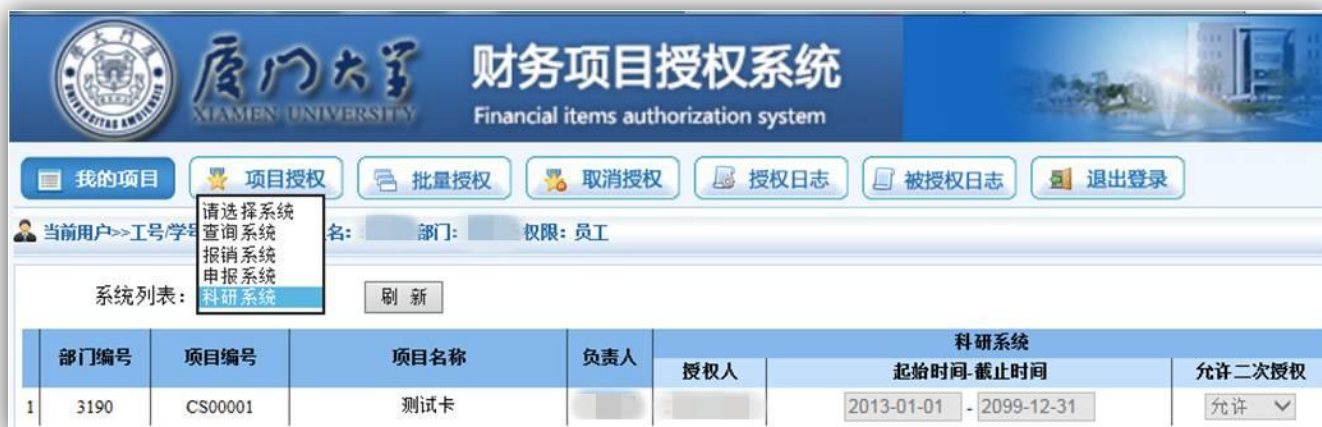 厦门大学
XIAMEN UNIVERSITY
UNIVERSITAS AMOIENSIS
财务项目授权系统
Financial items authorization system
我的项目 项目授权 批量授权 取消授权 授权日志 被授权日志 退出登录
请选择系统
当前用户>>工号/学号 名: 部门: 权限: 员工
查询系统
报销系统
申报系统
系统列表: 科研系统 刷 新
部门编号 项目编号 项目名称 负责人 科研系统
授权人 起始时间-截止时间 允许二次授权
1 3190 CS00001 测试卡 2013-01-01 - 2099-12-31 允许